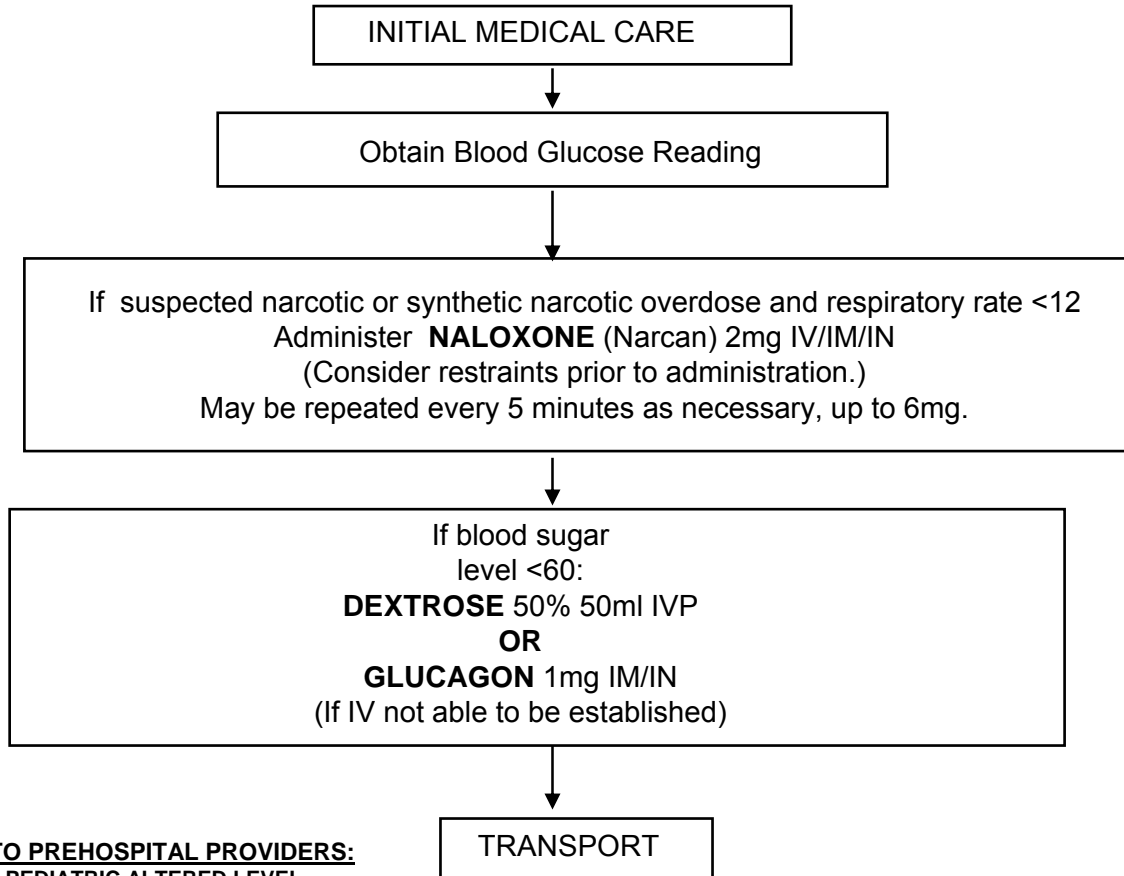 INITIAL MEDICAL CARE
Obtain Blood Glucose Reading
If suspected narcotic or synthetic narcotic overdose and respiratory rate <12
Administer NALOXONE (Narcan) 2mg IV/IM/IN
(Consider restraints prior to administration.)
May be repeated every 5 minutes as necessary, up to 6mg.
If blood sugar
level <60:
DEXTROSE 50% 50ml IVP
OR
GLUCAGON 1mg IM/IN
(If IV not able to be established)
TRANSPORT
TO PREHOSPITAL PROVIDERS:
PEDIATRIC ALTERED LEVEL